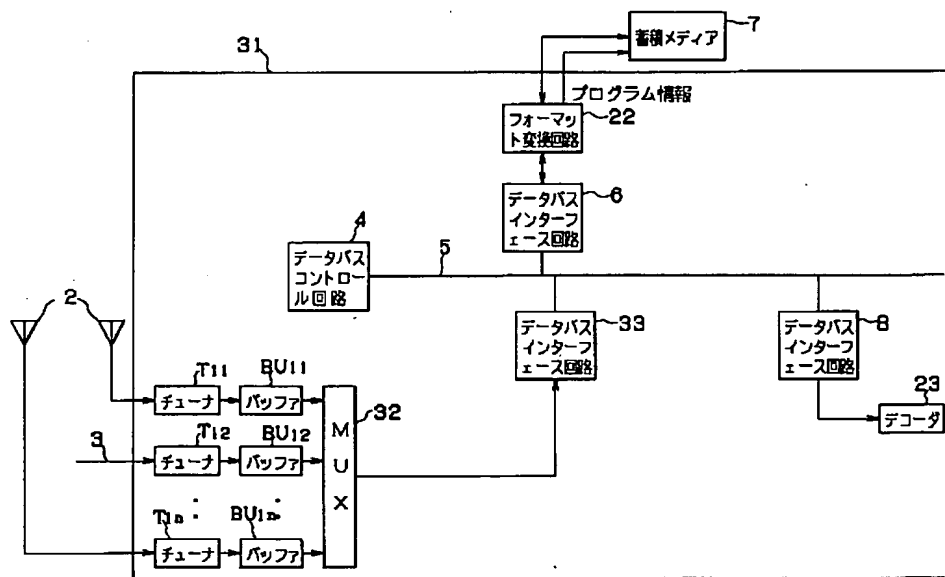 31
7
蓄積メディア
プログラム情報
22
フォーマッ
ト変換回路
6
データバス
インターフ
ェース回路
4
データバス
コントロー
ル回路
5
2
33
データバス
インターフ
ェース回路
8
データバス
インターフ
ェース回路
23
デコーダ
T11
チューナ
BU11
バッファ
32
MUX
3
T12
チューナ
BU12
バッファ
T1n
チューナ
BU1n
バッファ